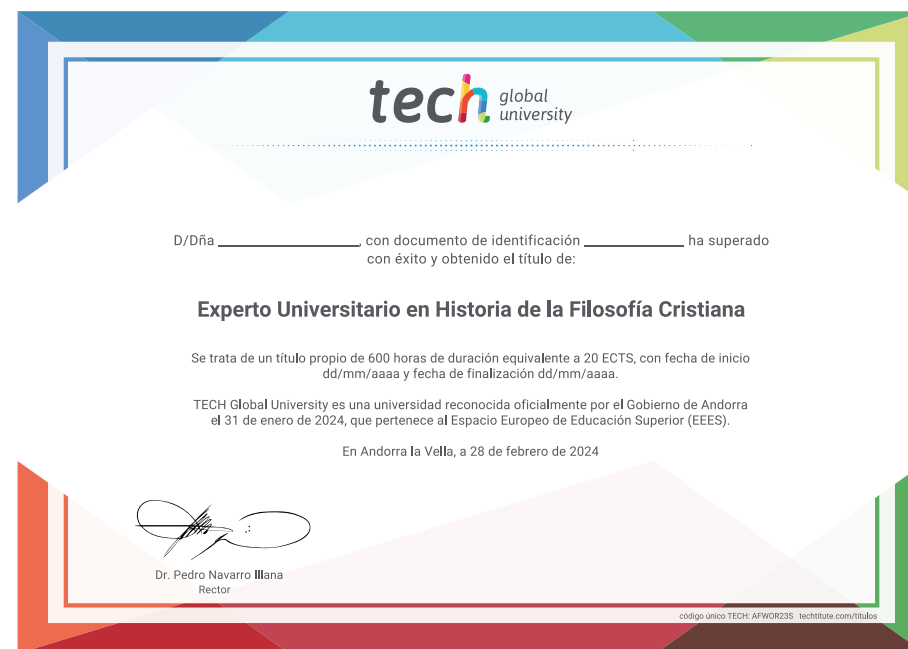 tech global university
D/Dña ____________________, con documento de identificación ______________ ha superado
con éxito y obtenido el título de:
Experto Universitario en Historia de la Filosofía Cristiana
Se trata de un título propio de 600 horas de duración equivalente a 20 ECTS, con fecha de inicio
dd/mm/aaaa y fecha de finalización dd/mm/aaaa.
TECH Global University es una universidad reconocida oficialmente por el Gobierno de Andorra
el 31 de enero de 2024, que pertenece al Espacio Europeo de Educación Superior (EEES).
En Andorra la Vella, a 28 de febrero de 2024
Dr. Pedro Navarro Illana
Rector
código único TECH: AFWOR23S techtitute.com/titulos